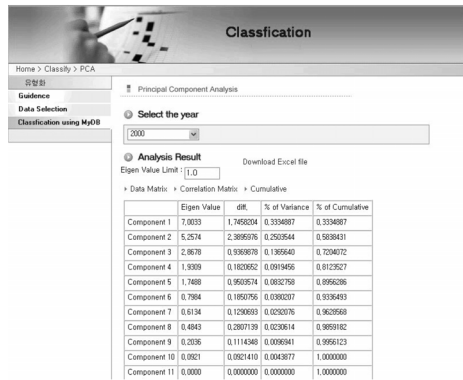 Classfication
Home > Classify > PCA
유형화
Guidence
Data Selection
Classfication using MyDB
Principal Component Analysis
Select the year
2000
Analysis Result
Download Excel file
Eigen Value Limit : 1.0
Data Matrix Correlation Matrix Cumulative
Eigen Value diff, % of Variance % of Cumulative
Component 1 7,0033 1,7458204 0,3334887 0,3334887
Component 2 5,2574 2,3895976 0,2503544 0,5838431
Component 3 2,8678 0,9369878 0,1365640 0,7204072
Component 4 1,9309 0,1820652 0,0919456 0,8123527
Component 5 1,7488 0,9503574 0,0832758 0,8956286
Component 6 0,7984 0,1850756 0,0380207 0,9336493
Component 7 0,6134 0,1290693 0,0292076 0,9628568
Component 8 0,4843 0,2807139 0,0230614 0,9859182
Component 9 0,2036 0,1114348 0,0096941 0,9956123
Component 10 0,0921 0,0921410 0,0043877 1,0000000
Component 11 0,0000 0,0000000 0,0000000 1,0000000